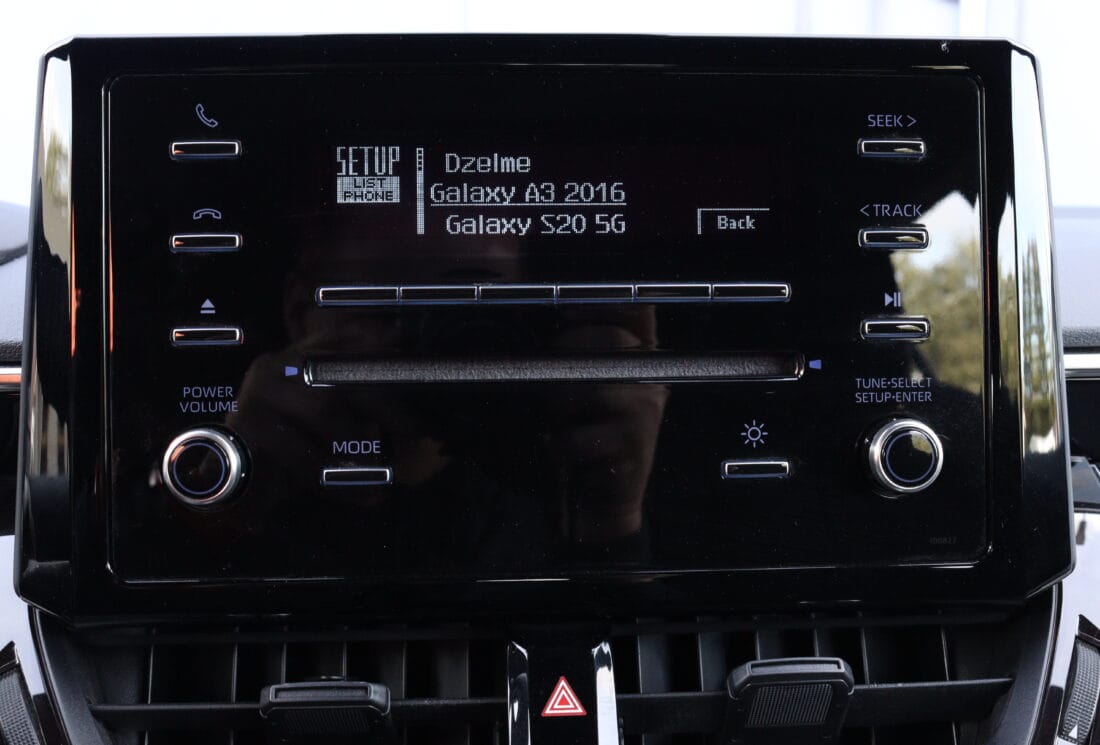 SETUP
LIST
PHONE
Dzelme
Galaxy A3 2016
Galaxy S20 5G
Back
SEEK >
< TRACK
POWER
VOLUME
MODE
TUNE•SELECT
SETUP•ENTER
100827